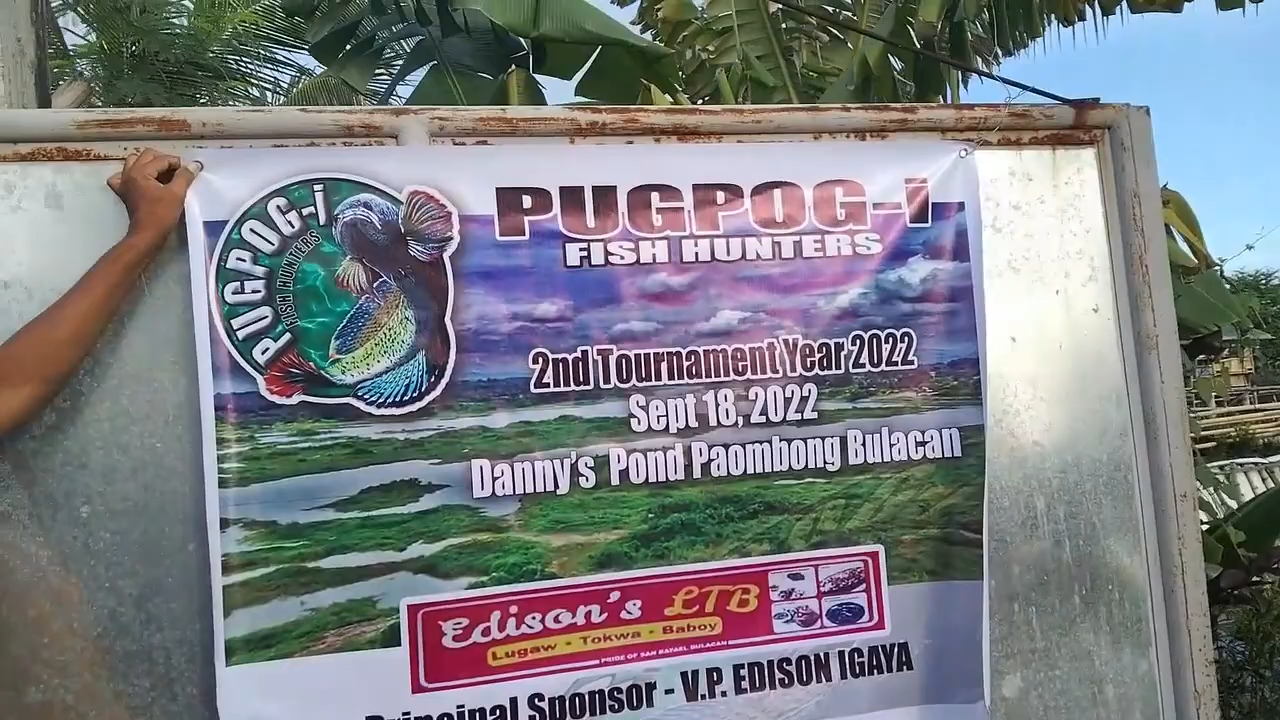 PUGPOG-i
FISH HUNTERS
PUGPOG-i
FISH HUNTERS
2nd Tournament Year 2022
Sept 18, 2022
Danny's Pond Paombong Bulacan
Edison's LTB
Lugaw - Tokwa - Baboy
PRIDE OF SAN RAFAEL BULACAN
Principal Sponsor - V.P. EDISON IGAYA